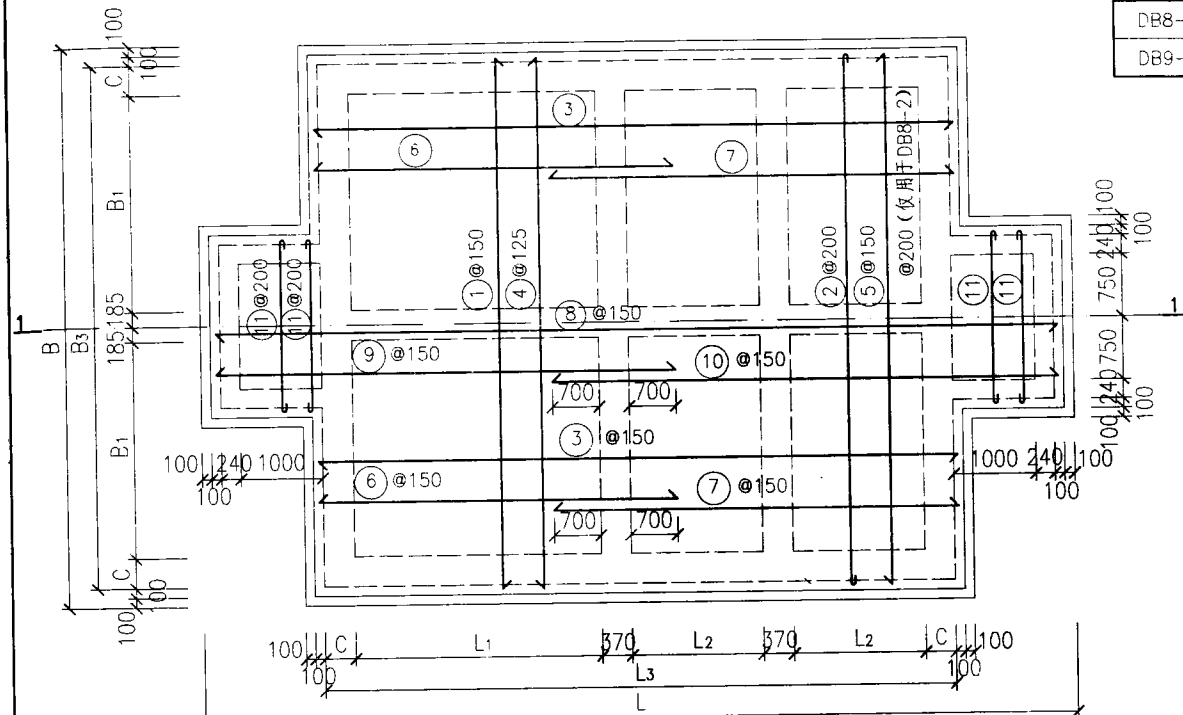 DB8-
DB9-
100
100
C
B1
185
185
B1
C
100
100
B
B3
1
1
③
⑥
⑦
①@150
④@125
②@200
⑤@150
@200(仅用于DB8-2)
⑪@200
⑪@200
⑪
⑪
⑧@150
⑨ @150
⑩ @150
700
700
③ @150
⑥ @150
⑦ @150
700
700
100
240
100
750
750
240
100
100
100 240 1000
100
1000 240 100
100
100
100
C
L1
370
L2
370
L2
C
100
100
L3
L